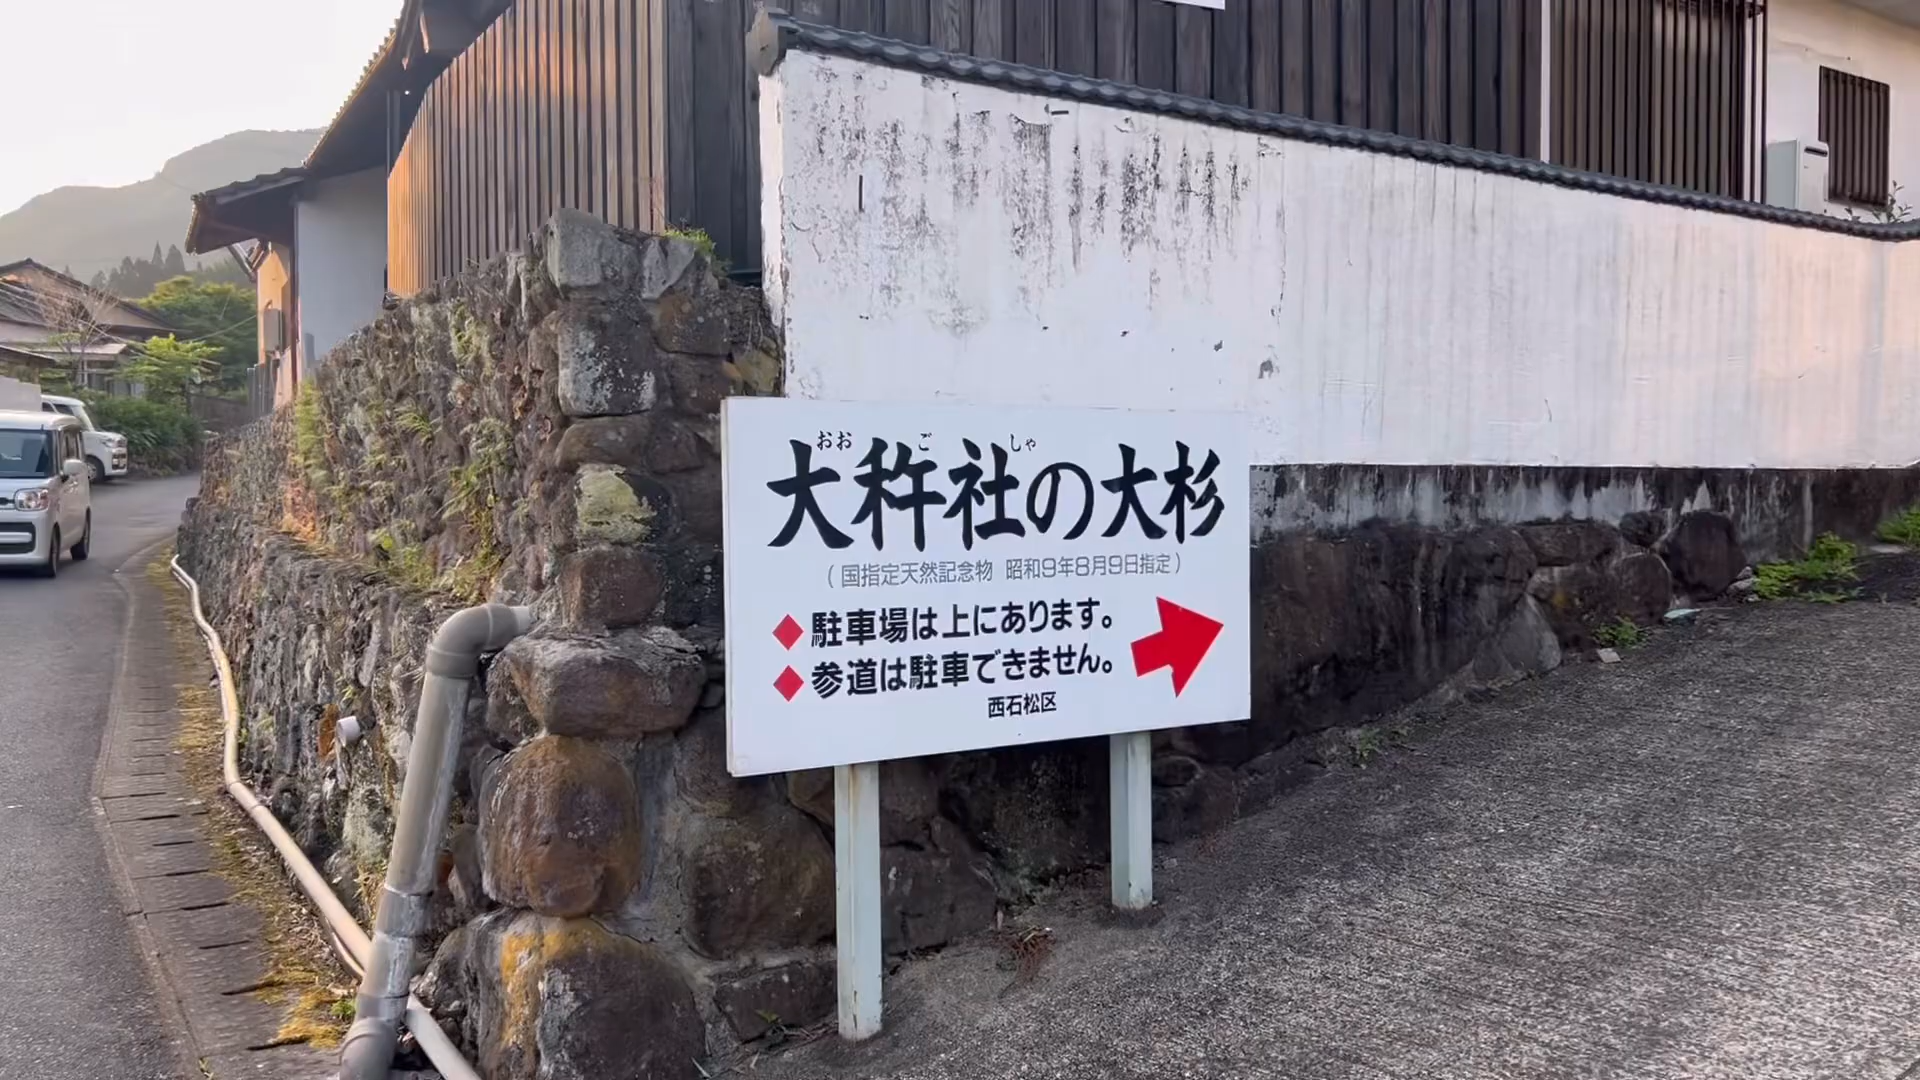 おお ご しゃ
大杵社の大杉
（国指定天然記念物 昭和9年8月9日指定）
◆駐車場は上にあります。
◆参道は駐車できません。
西石松区